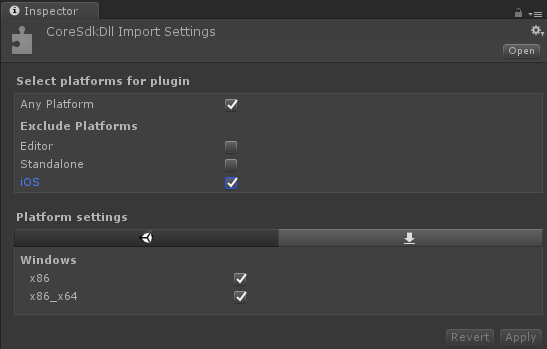 Inspector
CoreSdkDll Import Settings
Open
Select platforms for plugin
Any Platform
Exclude Platforms
Editor
Standalone
iOS
Platform settings
Windows
x86
x86_x64
Revert Apply